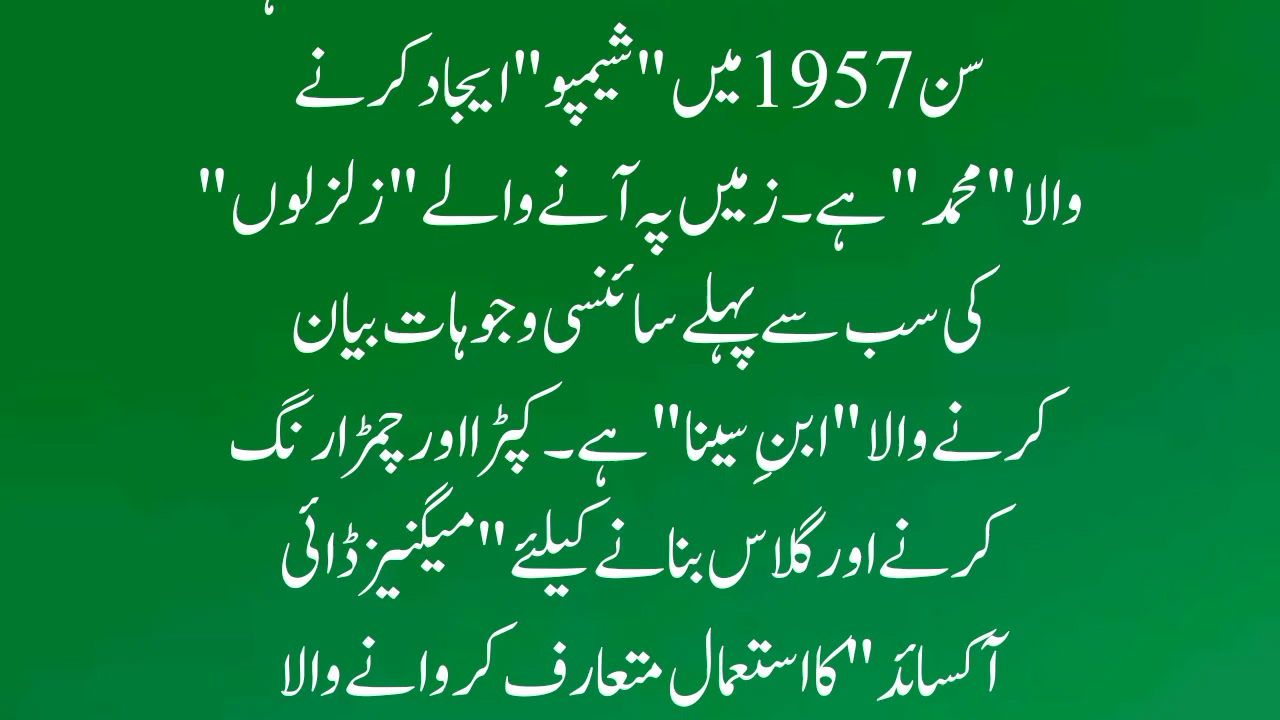 سن 1957 میں "شیمپو" ایجاد کرنے
والا "محمد" ہے۔ زمیں پہ آنے والے "زلزلوں"
کی سب سے پہلے سائنسی وجوہات بیان
کرنے والا "ابنِ سینا" ہے۔ کپڑا اور چمڑا رنگ
کرنے اور گلاس بنانے کیلئے "میگنیز ڈائی
آکسائڈ" کا استعمال متعارف کروانے والا